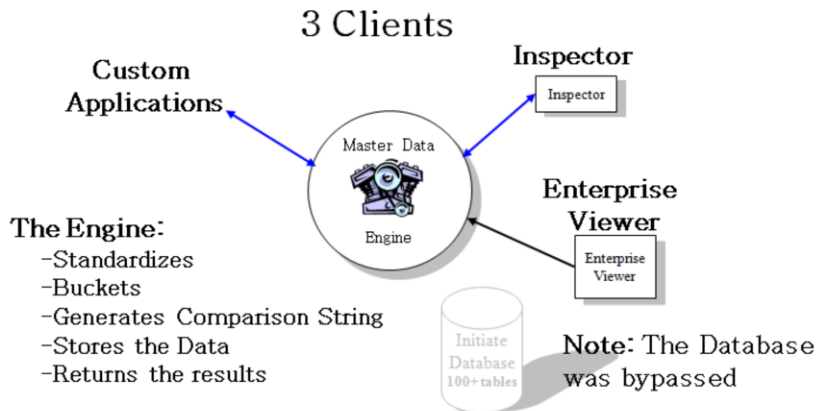 3 Clients
Custom
Applications
Inspector
Inspector
Master Data
Engine
Enterprise
Viewer
Enterprise
Viewer
The Engine:
-Standardizes
-Buckets
-Generates Comparison String
-Stores the Data
-Returns the results
Initiate
Database
100+tables
Note: The Database
was bypassed